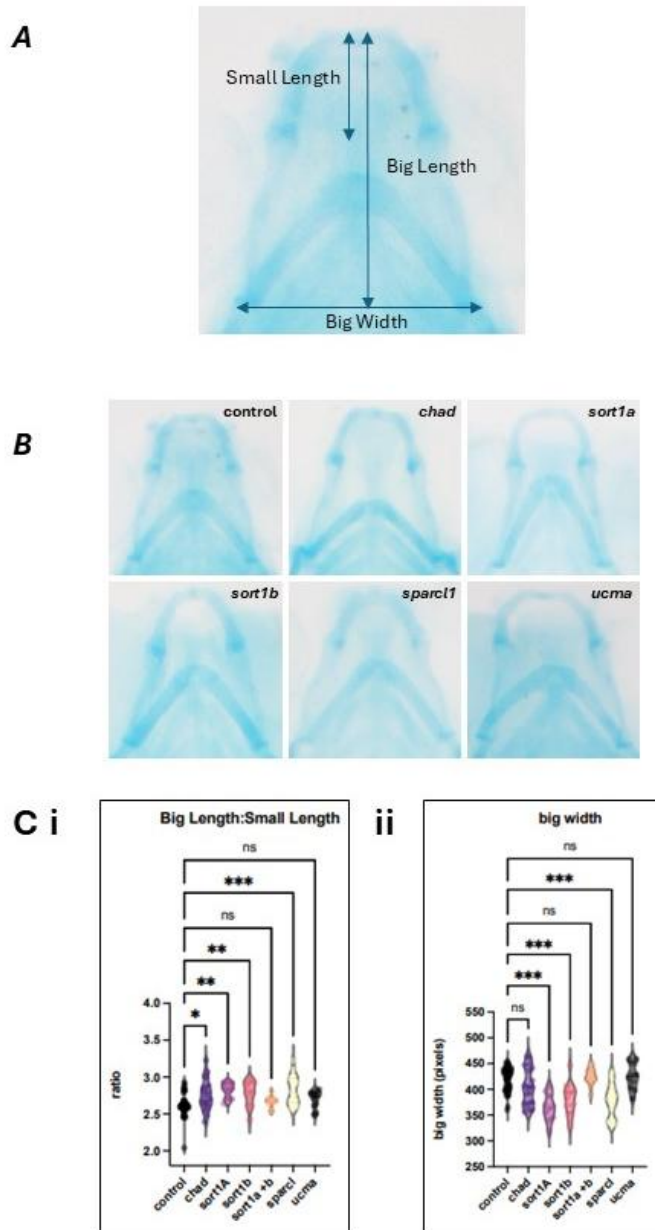 A
Small Length
Big Length
Big Width
B
control
chad
sort1a
sort1b
sparcl1
ucma
C i
Big Length:Small Length
ns
***
ns
**
**
*
4.0
3.5
3.0
2.5
2.0
ratio
control
chad
sort1A
sort1b
sort1a +b
sparcl
ucma
ii
big width
ns
***
ns
***
***
ns
550
500
450
400
350
300
250
big width (pixels)
control
chad
sort1A
sort1b
sort1a +b
sparcl
ucma